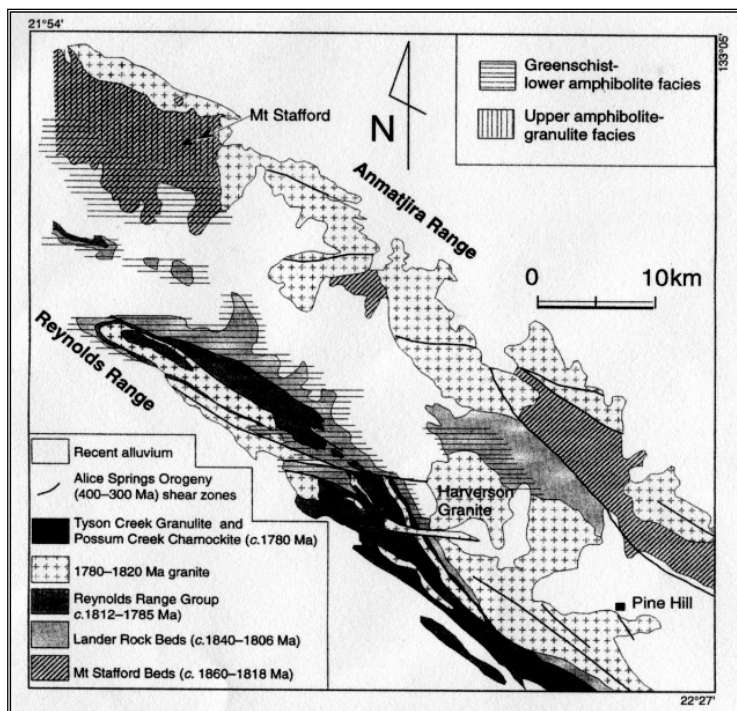 21°54'
133°05'
Greenschist-
lower amphibolite
facies
Upper amphibolite-
granulite facies
Mt Stafford
N
Anmatjira Range
0 10km
Reynolds Range
Harverson
Granite
Pine Hill
Recent alluvium
Alice Springs Orogeny
(400–300 Ma) shear zones
Tyson Creek Granulite and
Possum Creek Charnockite (c.1780 Ma)
1780–1820 Ma granite
Reynolds Range Group
c.1812–1785 Ma)
Lander Rock Beds (c.1840–1806 Ma)
Mt Stafford Beds (c. 1860–1818 Ma)
22°27'